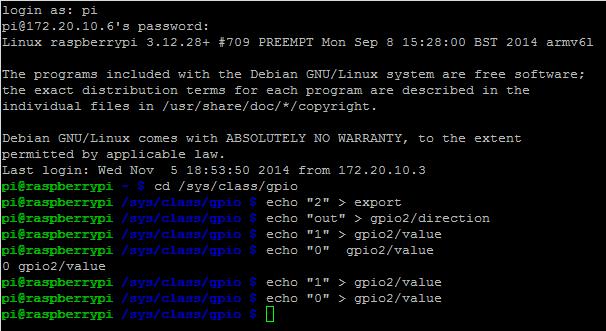 login as: pi
pi@172.20.10.6's password:
Linux raspberrypi 3.12.28+ #709 PREEMPT Mon Sep 8 15:28:00 BST 2014 armv6l
The programs included with the Debian GNU/Linux system are free software;
the exact distribution terms for each program are described in the
individual files in /usr/share/doc/*/copyright.
Debian GNU/Linux comes with ABSOLUTELY NO WARRANTY, to the extent
permitted by applicable law.
Last login: Wed Nov  5 18:53:50 2014 from 172.20.10.3
pi@raspberrypi ~ $ cd /sys/class/gpio
pi@raspberrypi /sys/class/gpio $ echo "2" > export
pi@raspberrypi /sys/class/gpio $ echo "out" > gpio2/direction
pi@raspberrypi /sys/class/gpio $ echo "1" > gpio2/value
pi@raspberrypi /sys/class/gpio $ echo "0"  gpio2/value
0 gpio2/value
pi@raspberrypi /sys/class/gpio $ echo "1" > gpio2/value
pi@raspberrypi /sys/class/gpio $ echo "0" > gpio2/value
pi@raspberrypi /sys/class/gpio $